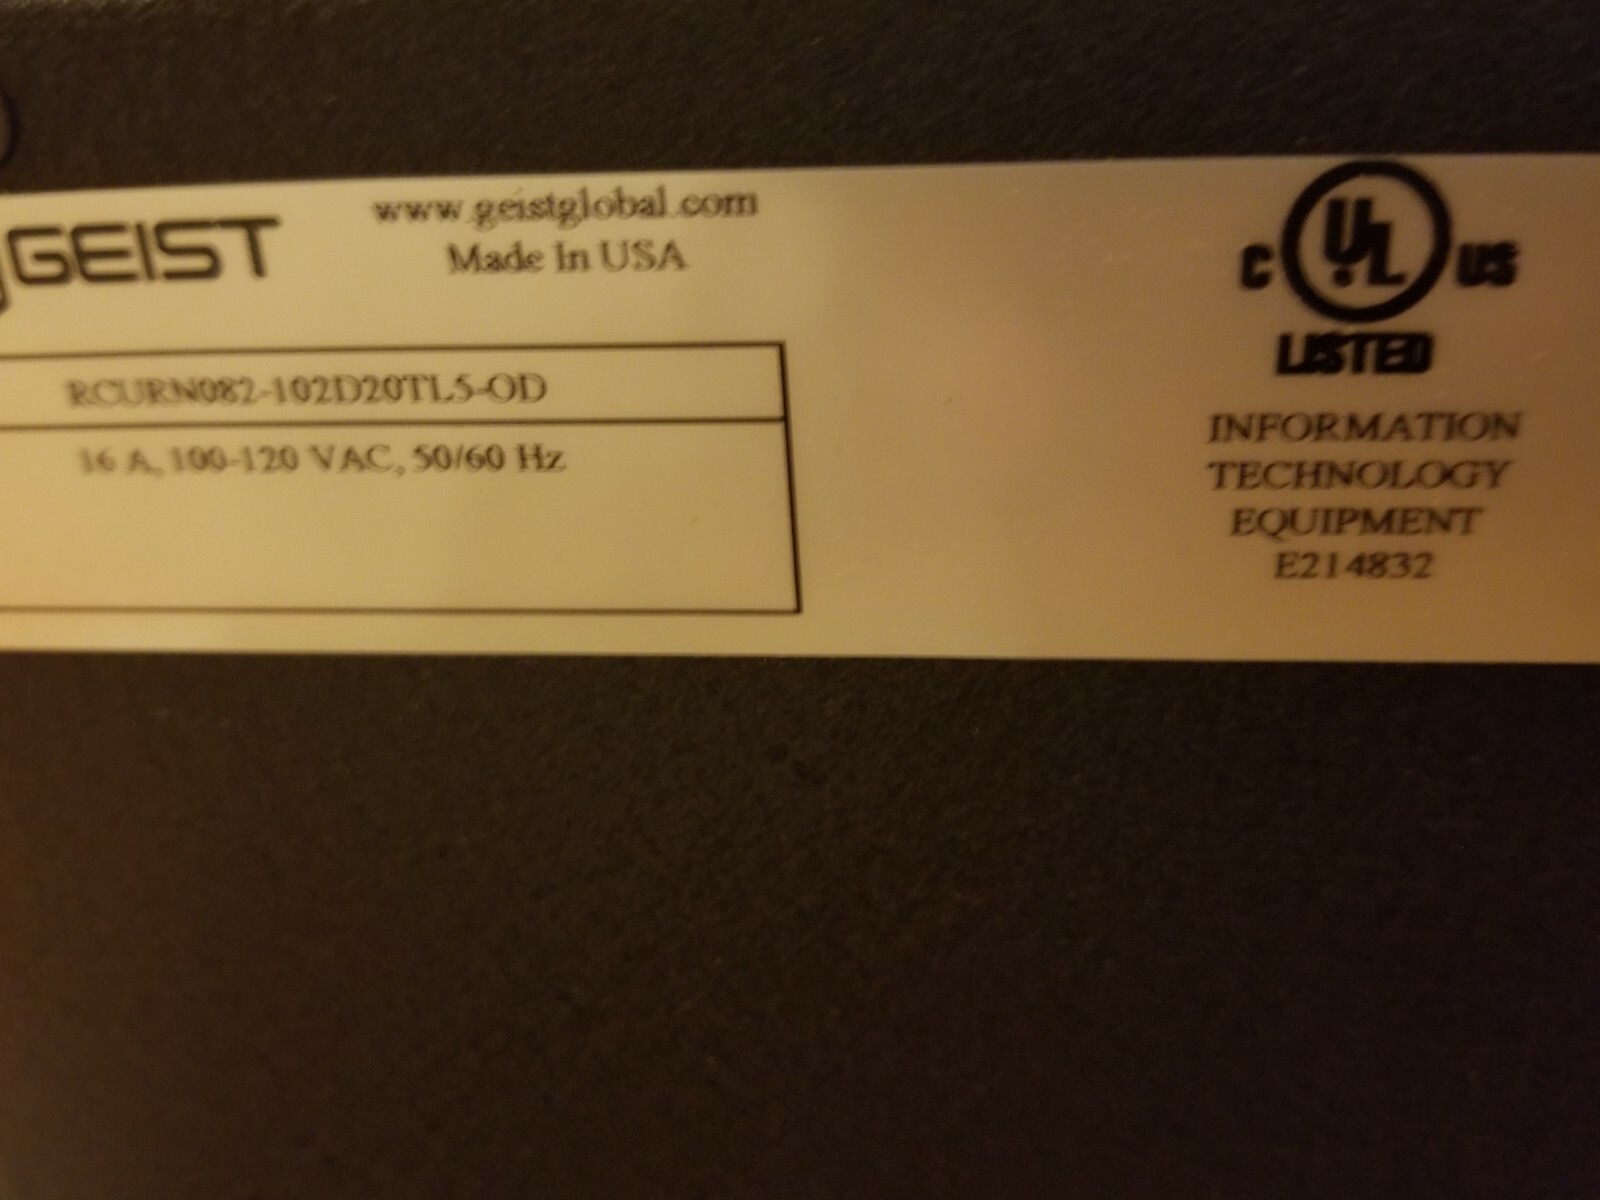 GEIST
www.geistglobal.com
Made In USA
RCURN082-102D20TL5-OD
16 A, 100-120 VAC, 50/60 Hz
C UL US
LISTED
INFORMATION
TECHNOLOGY
EQUIPMENT
E214832